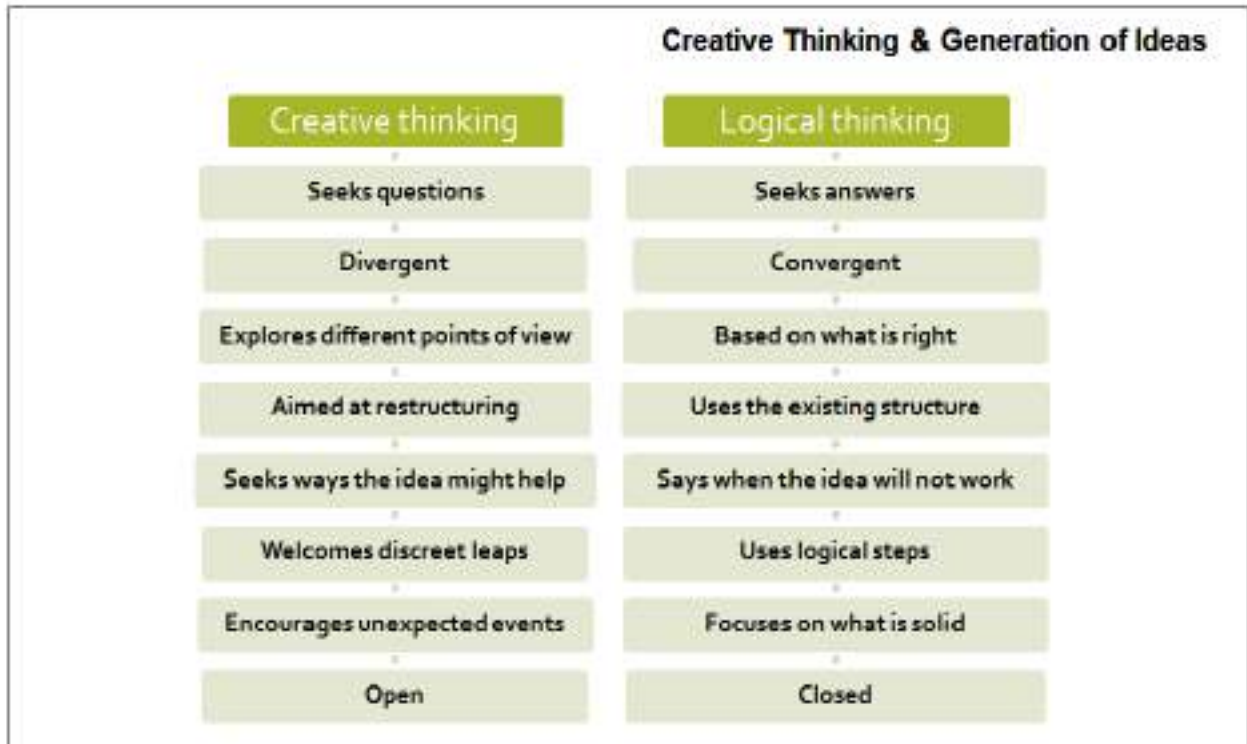 Creative Thinking & Generation of Ideas
Creative thinking
Seeks questions
Divergent
Explores different points of view
Aimed at restructuring
Seeks ways the idea might help
Welcomes discreet leaps
Encourages unexpected events
Open
Logical thinking
Seeks answers
Convergent
Based on what is right
Uses the existing structure
Says when the idea will not work
Uses logical steps
Focuses on what is solid
Closed